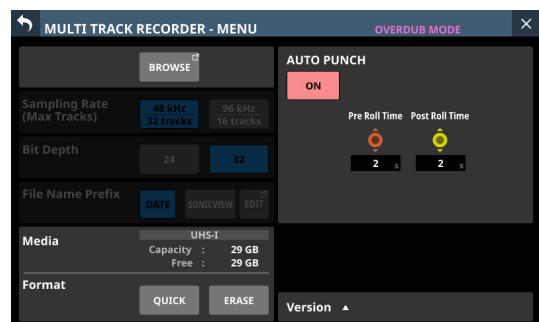 MULTI TRACK RECORDER - MENU
OVERDUB MODE
BROWSE
Sampling Rate
(Max Tracks)
48 kHz
32 tracks
96 kHz
16 tracks
Bit Depth
24
32
File Name Prefix
DATE
SONICVIEW
EDIT
Media
UHS-I
Capacity : 29 GB
Free : 29 GB
Format
QUICK
ERASE
AUTO PUNCH
ON
Pre Roll Time
Post Roll Time
2 s
2 s
Version